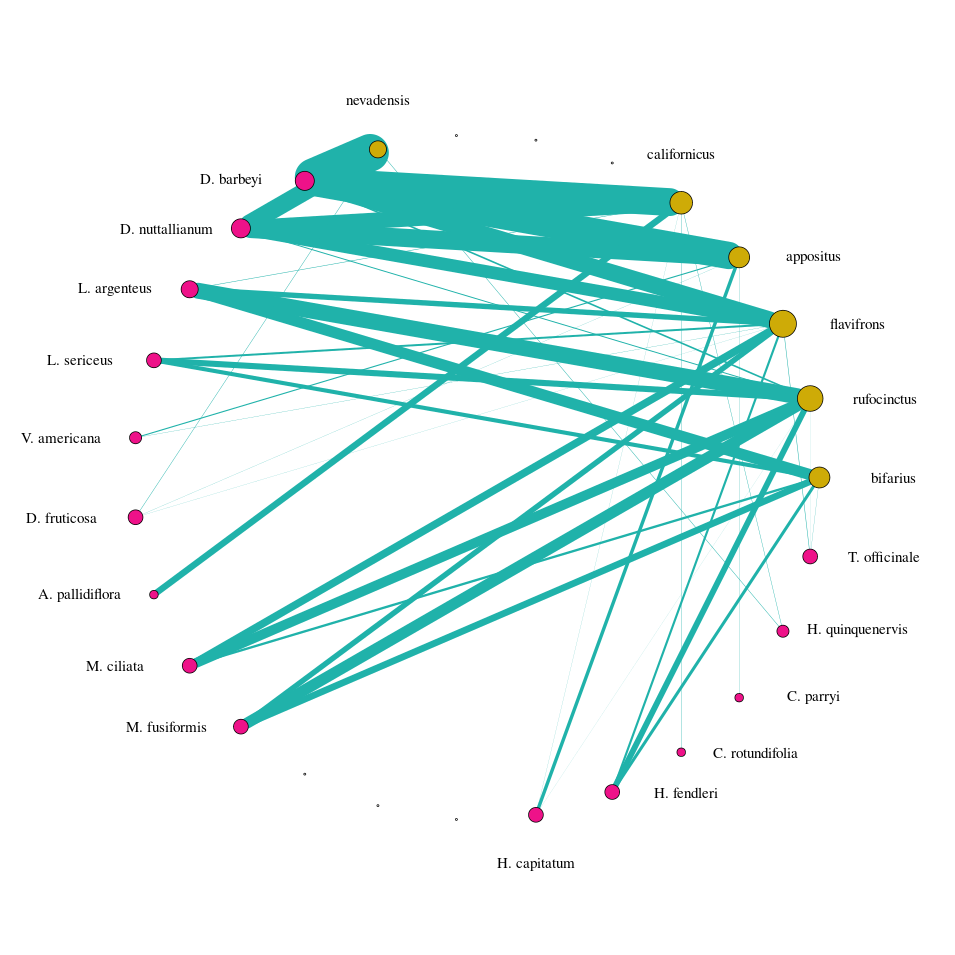 nevadensis
californicus
D. barbeyi
D. nuttallianum
appositus
L. argenteus
flavifrons
L. sericeus
rufocinctus
V. americana
bifarius
D. fruticosa
T. officinale
A. pallidiflora
H. quinquenervis
M. ciliata
C. parryi
M. fusiformis
C. rotundifolia
H. fendleri
H. capitatum